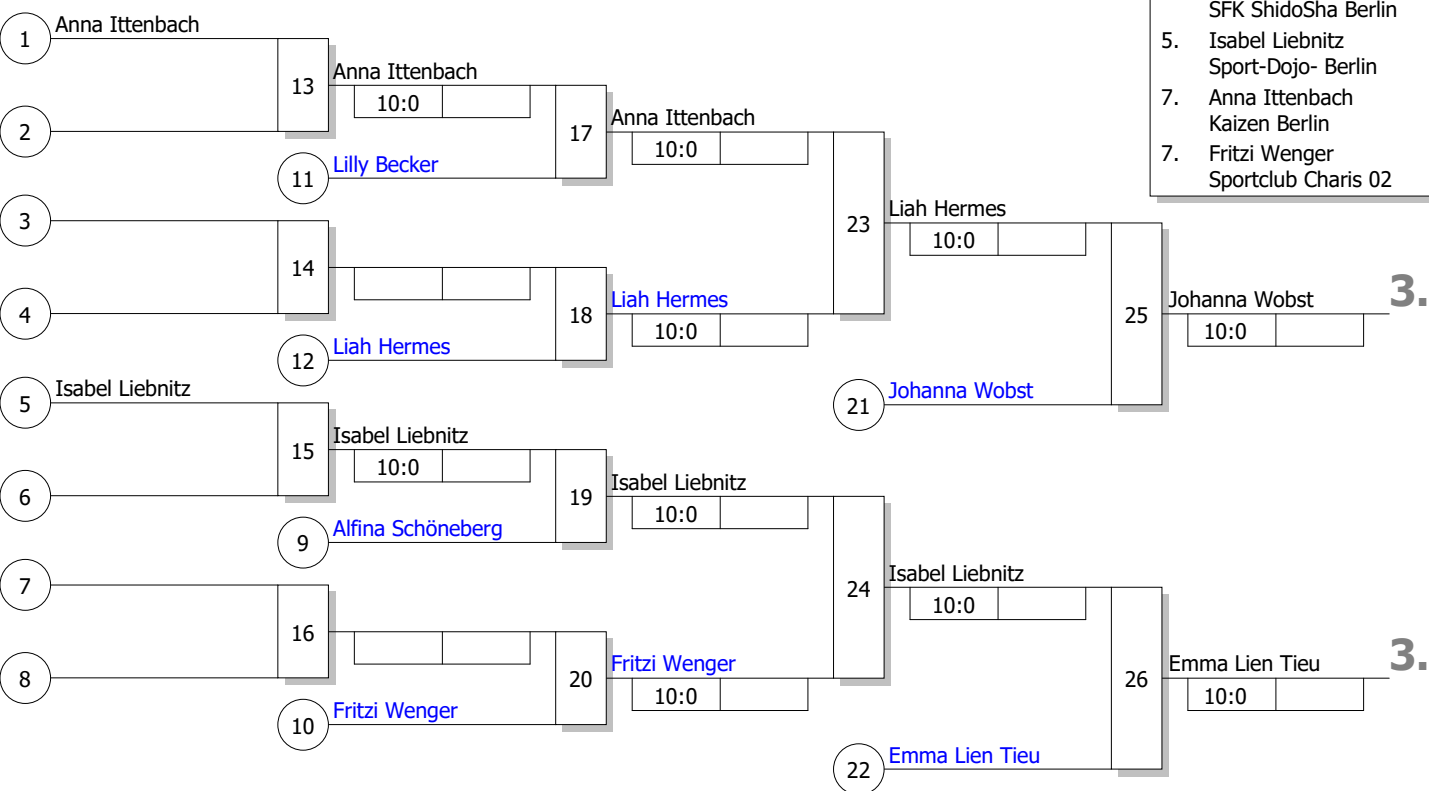 SFK ShidoSha Berlin
5. Isabel Liebnitz
Sport-Dojo- Berlin
7. Anna Ittenbach
Kaizen Berlin
7. Fritzi Wenger
Sportclub Charis 02
1 Anna Ittenbach
13 Anna Ittenbach
10:0
2
17 Anna Ittenbach
10:0
11 Lilly Becker
3
23 Liah Hermes
10:0
14
4
18 Liah Hermes
10:0
12 Liah Hermes
25 Johanna Wobst 3.
10:0
21 Johanna Wobst
5 Isabel Liebnitz
15 Isabel Liebnitz
10:0
6
19 Isabel Liebnitz
10:0
9 Alfina Schöneberg
7
24 Isabel Liebnitz
10:0
16
8
20 Fritzi Wenger
10:0
10 Fritzi Wenger
26 Emma Lien Tieu 3.
10:0
22 Emma Lien Tieu